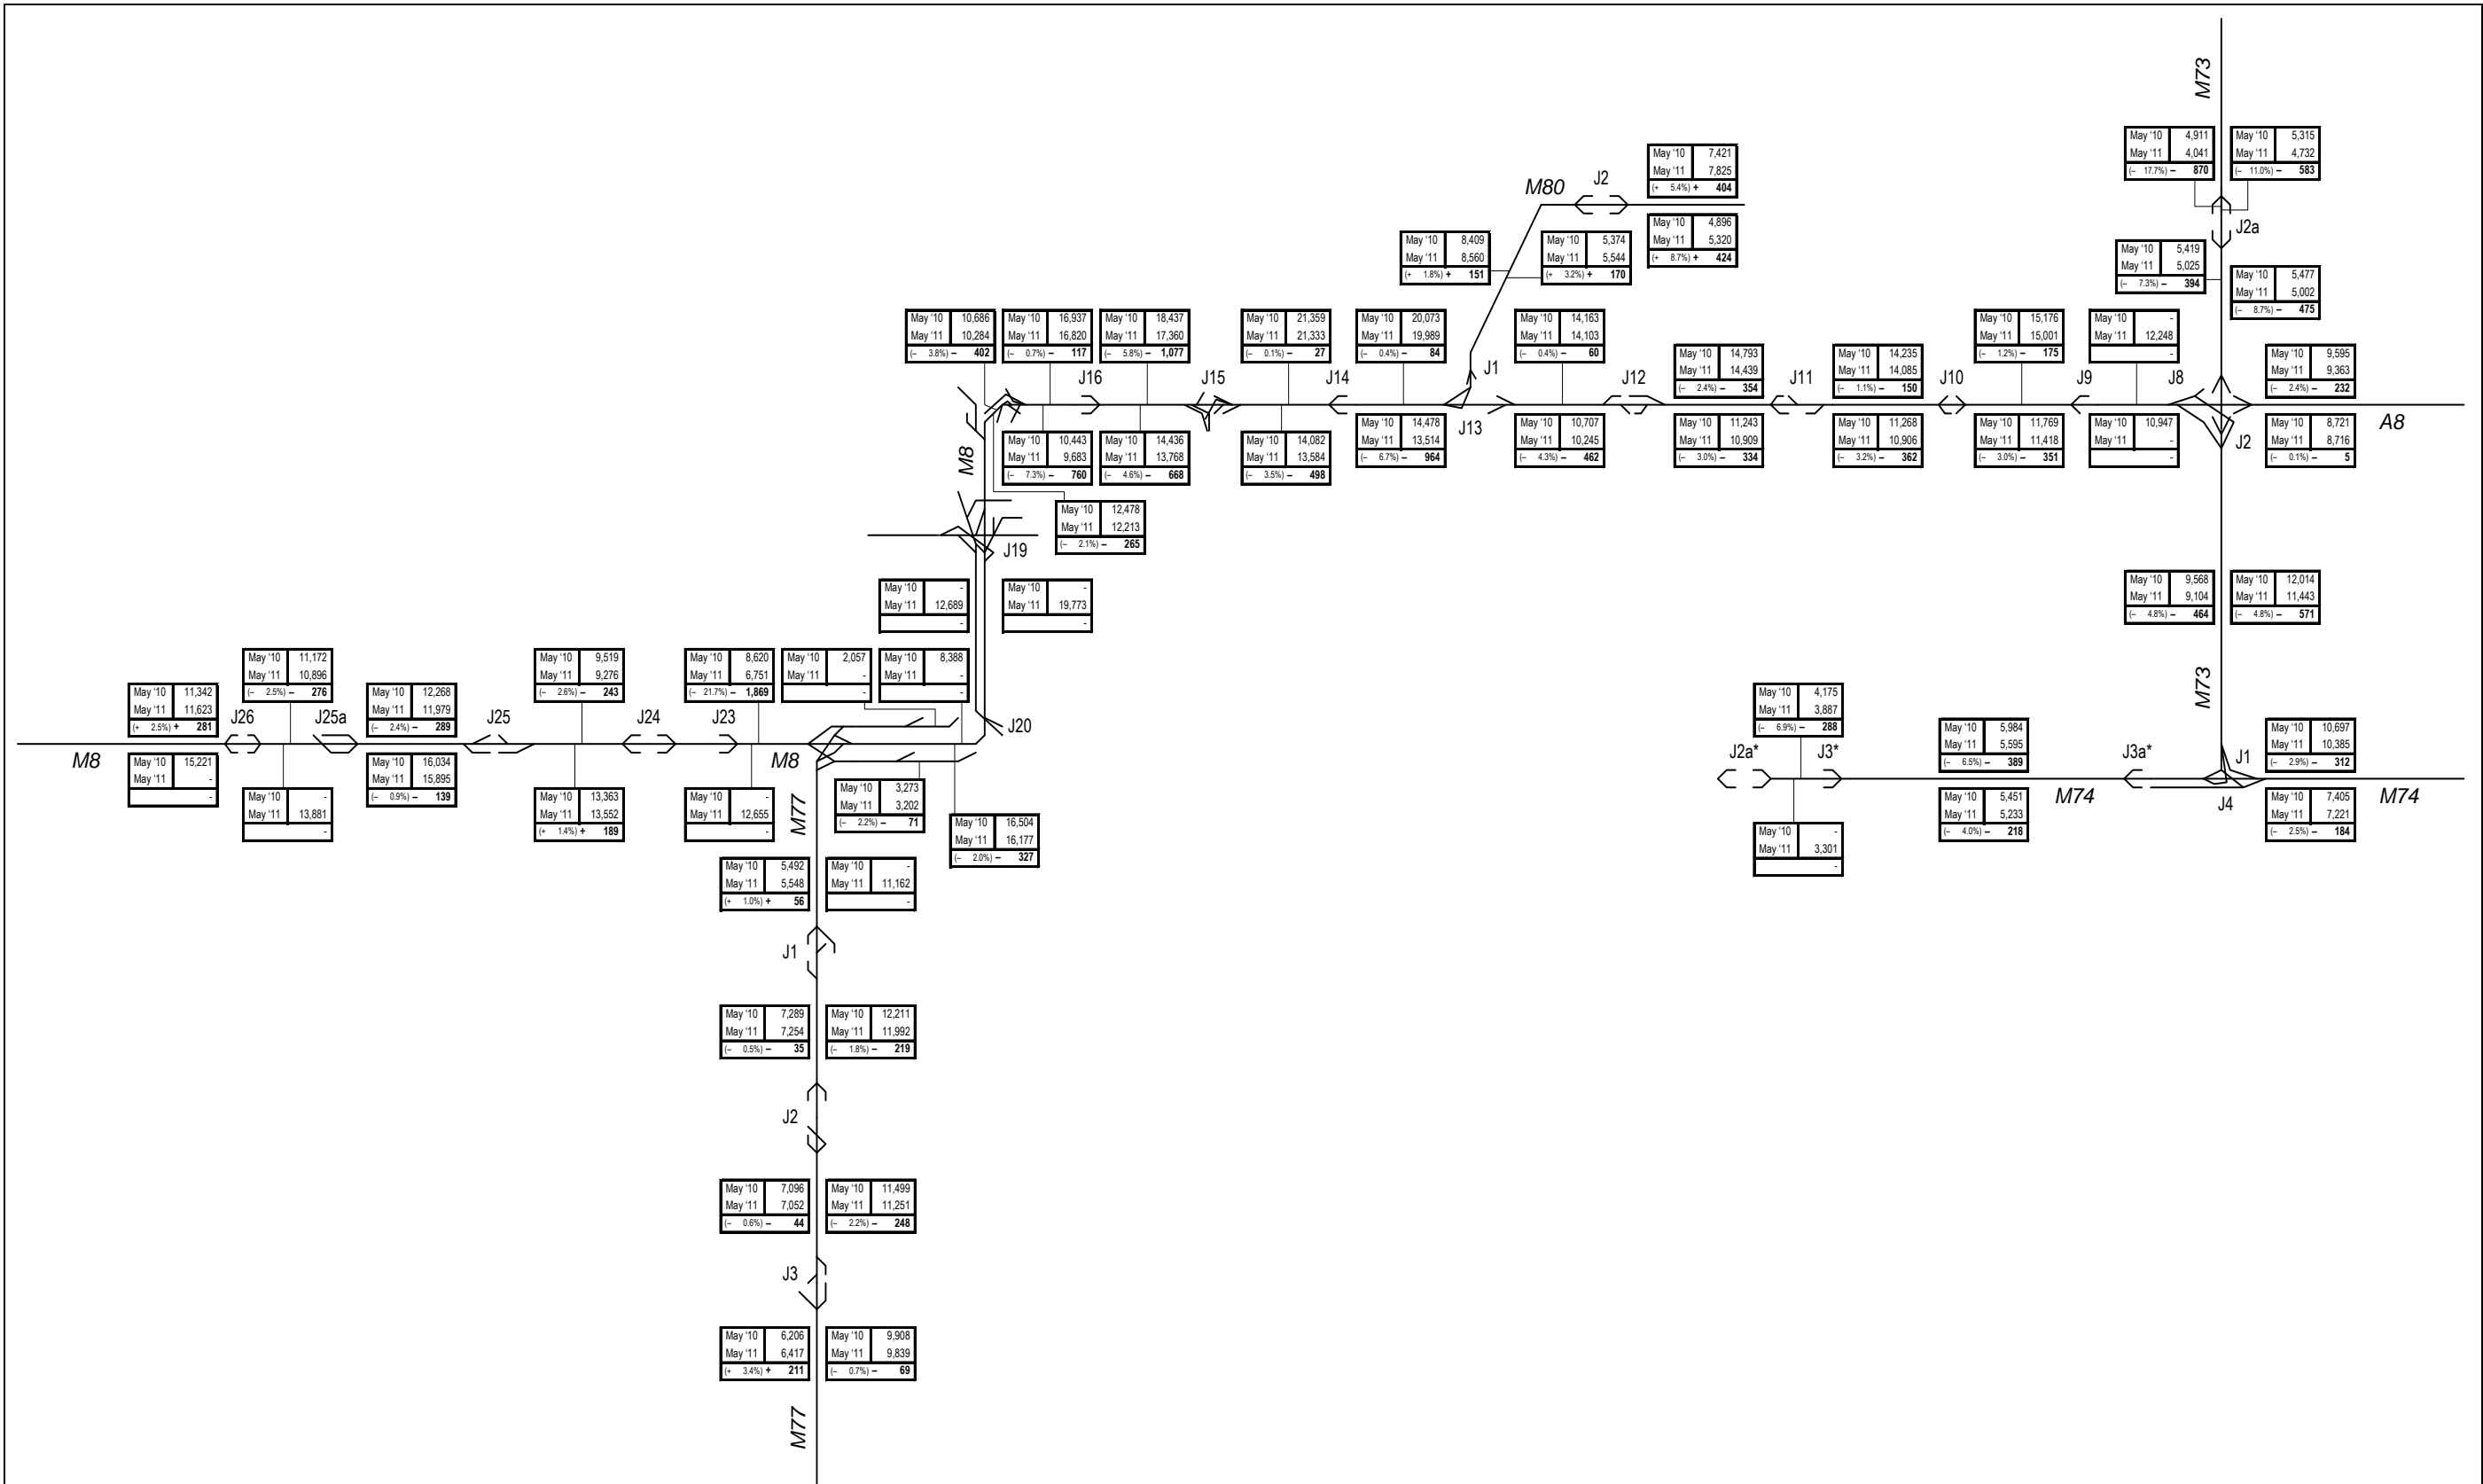 M73
May '10 4,911
May '11 4,041
(– 17.7%) – 870
May '10 5,315
May '11 4,732
(– 11.0%) – 583
J2a
May '10 7,421
May '11 7,825
(+ 5.4%) + 404
M80
J2
May '10 4,896
May '11 5,320
(+ 8.7%) + 424
May '10 8,409
May '11 8,560
(+ 1.8%) + 151
May '10 5,374
May '11 5,544
(+ 3.2%) + 170
May '10 5,419
May '11 5,025
(– 7.3%) – 394
May '10 5,477
May '11 5,002
(– 8.7%) – 475
May '10 10,686
May '11 10,284
(– 3.8%) – 402
May '10 16,937
May '11 16,820
(– 0.7%) – 117
May '10 18,437
May '11 17,360
(– 5.8%) – 1,077
May '10 21,359
May '11 21,333
(– 0.1%) – 27
May '10 20,073
May '11 19,989
(– 0.4%) – 84
May '10 14,163
May '11 14,103
(– 0.4%) – 60
May '10 14,793
May '11 14,439
(– 2.4%) – 354
May '10 14,235
May '11 14,085
(– 1.1%) – 150
May '10 15,176
May '11 15,001
(– 1.2%) – 175
May '10 -
May '11 12,248
-
May '10 9,595
May '11 9,363
(– 2.4%) – 232
J16
J15
J14
J1
J13
J12
J11
J10
J9
J8
J2
A8
M8
May '10 10,443
May '11 9,683
(– 7.3%) – 760
May '10 14,436
May '11 13,768
(– 4.6%) – 668
May '10 14,082
May '11 13,584
(– 3.5%) – 498
May '10 14,478
May '11 13,514
(– 6.7%) – 964
May '10 10,707
May '11 10,245
(– 4.3%) – 462
May '10 11,243
May '11 10,909
(– 3.0%) – 334
May '10 11,268
May '11 10,906
(– 3.2%) – 362
May '10 11,769
May '11 11,418
(– 3.0%) – 351
May '10 10,947
May '11 -
-
May '10 8,721
May '11 8,716
(– 0.1%) – 5
May '10 12,478
May '11 12,213
(– 2.1%) – 265
J19
May '10 -
May '11 12,689
-
May '10 -
May '11 19,773
-
May '10 9,568
May '11 9,104
(– 4.8%) – 464
May '10 12,014
May '11 11,443
(– 4.8%) – 571
M73
May '10 11,342
May '11 11,623
(+ 2.5%) + 281
May '10 11,172
May '11 10,896
(– 2.5%) – 276
May '10 12,268
May '11 11,979
(– 2.4%) – 289
May '10 9,519
May '11 9,276
(– 2.6%) – 243
May '10 8,620
May '11 6,751
(– 21.7%) – 1,869
May '10 2,057
May '11 -
-
May '10 8,388
May '11 -
-
J26
J25a
J25
J24
J23
J20
M8
M8
May '10 15,221
May '11 -
-
May '10 -
May '11 13,881
-
May '10 16,034
May '11 15,895
(– 0.9%) – 139
May '10 13,363
May '11 13,552
(+ 1.4%) + 189
May '10 -
May '11 12,655
-
May '10 3,273
May '11 3,202
(– 2.2%) – 71
May '10 16,504
May '11 16,177
(– 2.0%) – 327
May '10 4,175
May '11 3,887
(– 6.9%) – 288
May '10 5,984
May '11 5,595
(– 6.5%) – 389
May '10 10,697
May '11 10,385
(– 2.9%) – 312
J2a*
J3*
J3a*
J1
M74
J4
M74
May '10 -
May '11 3,301
-
May '10 5,451
May '11 5,233
(– 4.0%) – 218
May '10 7,405
May '11 7,221
(– 2.5%) – 184
M77
May '10 5,492
May '11 5,548
(+ 1.0%) + 56
May '10 -
May '11 11,162
-
J1
May '10 7,289
May '11 7,254
(– 0.5%) – 35
May '10 12,211
May '11 11,992
(– 1.8%) – 219
J2
May '10 7,096
May '11 7,052
(– 0.6%) – 44
May '10 11,499
May '11 11,251
(– 2.2%) – 248
J3
May '10 6,206
May '11 6,417
(+ 3.4%) + 211
May '10 9,908
May '11 9,839
(– 0.7%) – 69
M77